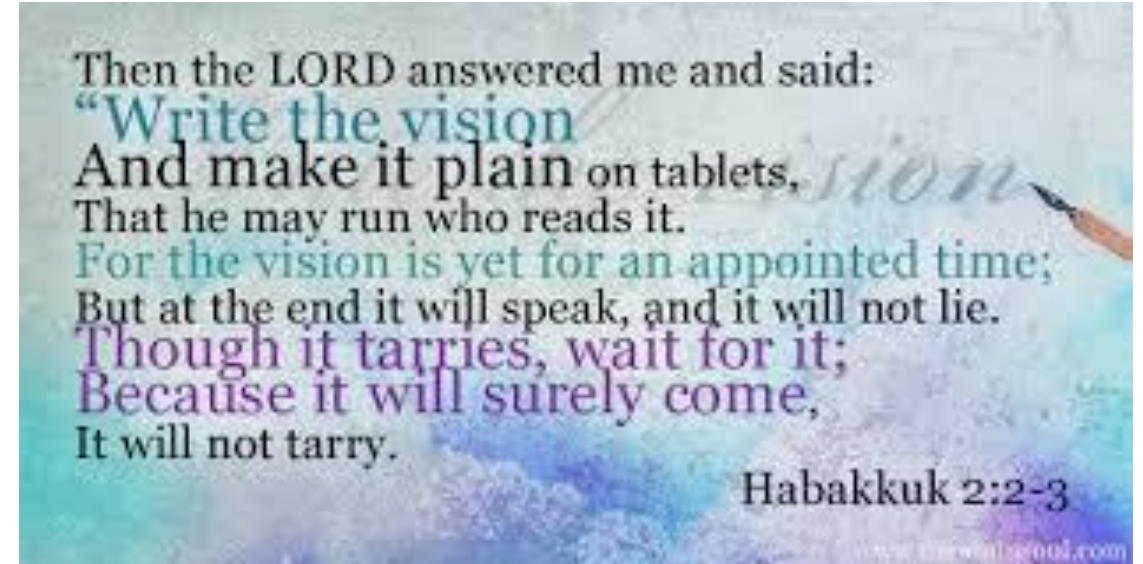 Then the LORD answered me and said:
“Write the vision
And make it plain on tablets,
That he may run who reads it.
For the vision is yet for an appointed time;
But at the end it will speak, and it will not lie.
Though it tarries, wait for it;
Because it will surely come,
It will not tarry.
Habakkuk 2:2-3